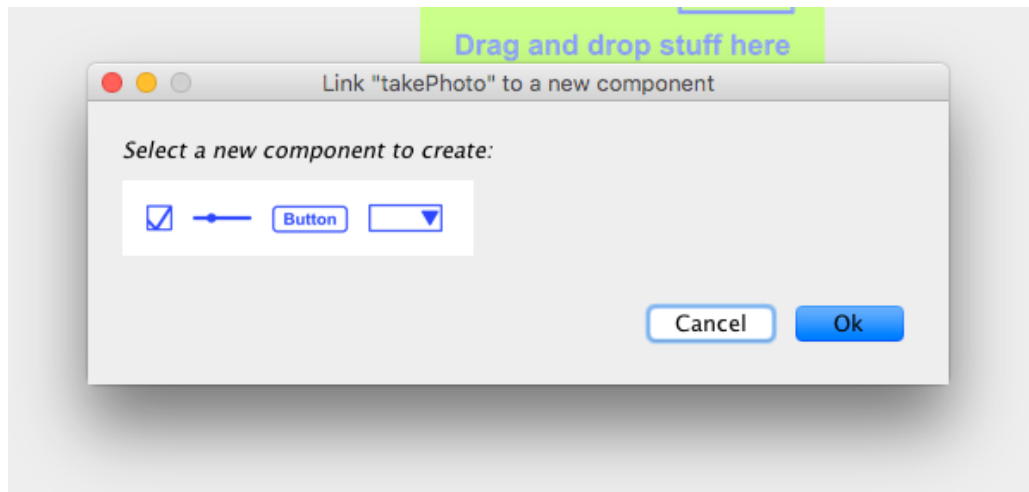 Drag and drop stuff here
Link "takePhoto" to a new component
Select a new component to create:
Button
Cancel Ok